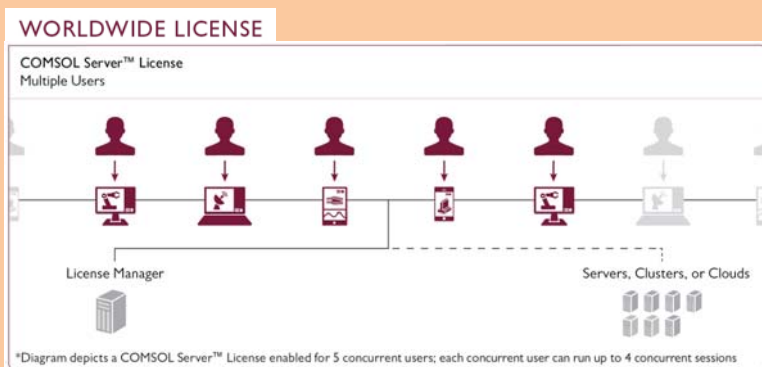 WORLDWIDE LICENSE
COMSOL Server™ License
Multiple Users
License Manager
Servers, Clusters, or Clouds
*Diagram depicts a COMSOL Server™ License enabled for 5 concurrent users; each concurrent user can run up to 4 concurrent sessions